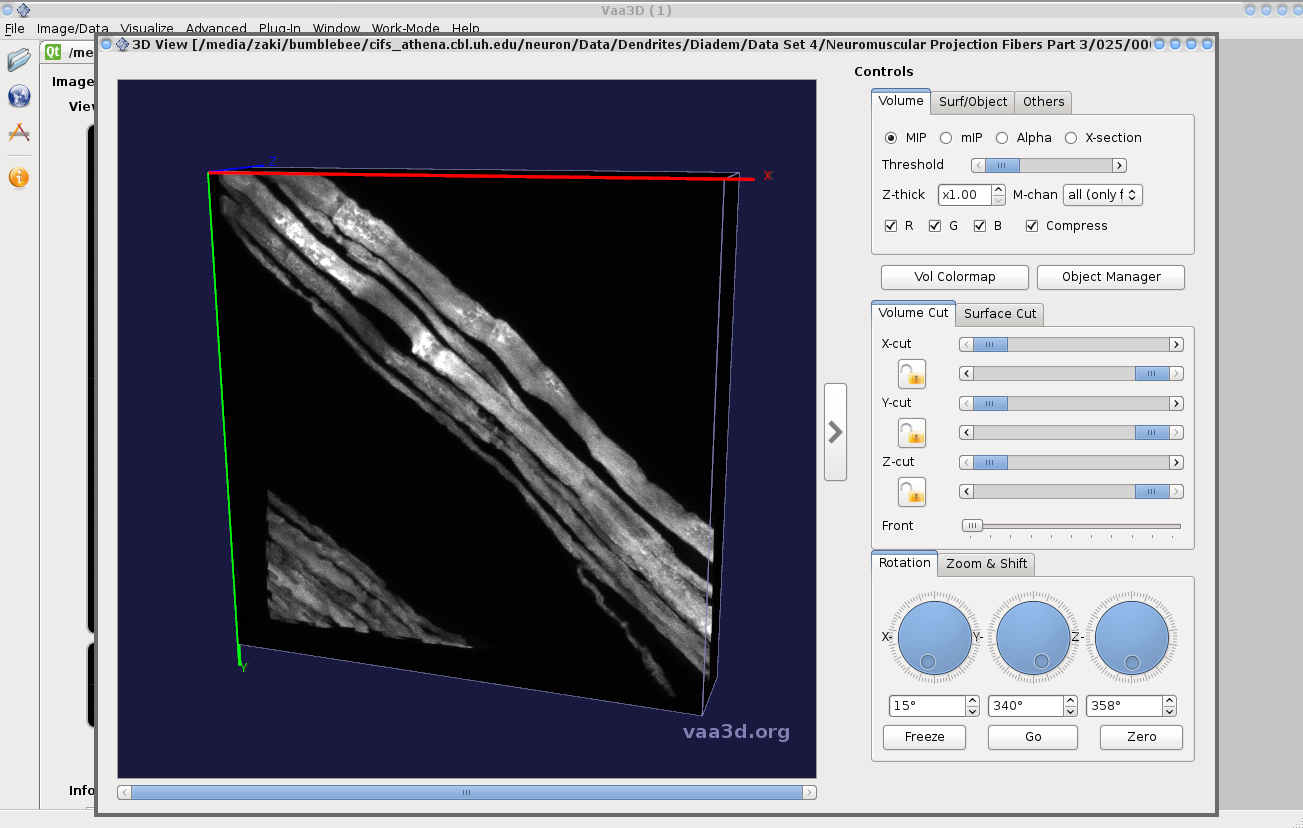 Vaa3D (1)
File Image/Data Visualize Advanced Plug-In Window Work-Mode Help
Qt /me
3D View [/media/zaki/bumblebee/cifs_athena.cbl.uh.edu/neuron/Data/Dendrites/Diadem/Data Set 4/Neuromuscular Projection Fibers Part 3/025/00
Image
View
Info
X
Y
vaa3d.org
Controls
Volume Surf/Object Others
MIP mIP Alpha X-section
Threshold
Z-thick x1.00 M-chan all (only f
R G B Compress
Vol Colormap Object Manager
Volume Cut Surface Cut
X-cut
Y-cut
Z-cut
Front
Rotation Zoom & Shift
X- Y- Z-
15° 340° 358°
Freeze Go Zero